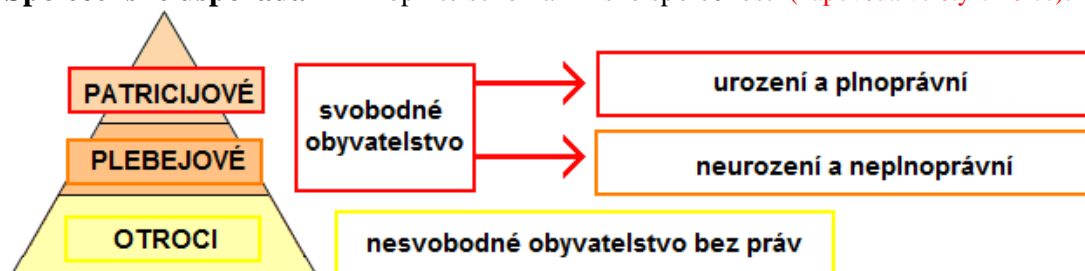 PATRICIJOVÉ
PLEBEJOVÉ
OTROCI
svobodné
obyvatelstvo
urození a plnoprávní
neurození a neplnoprávní
nesvobodné obyvatelstvo bez práv